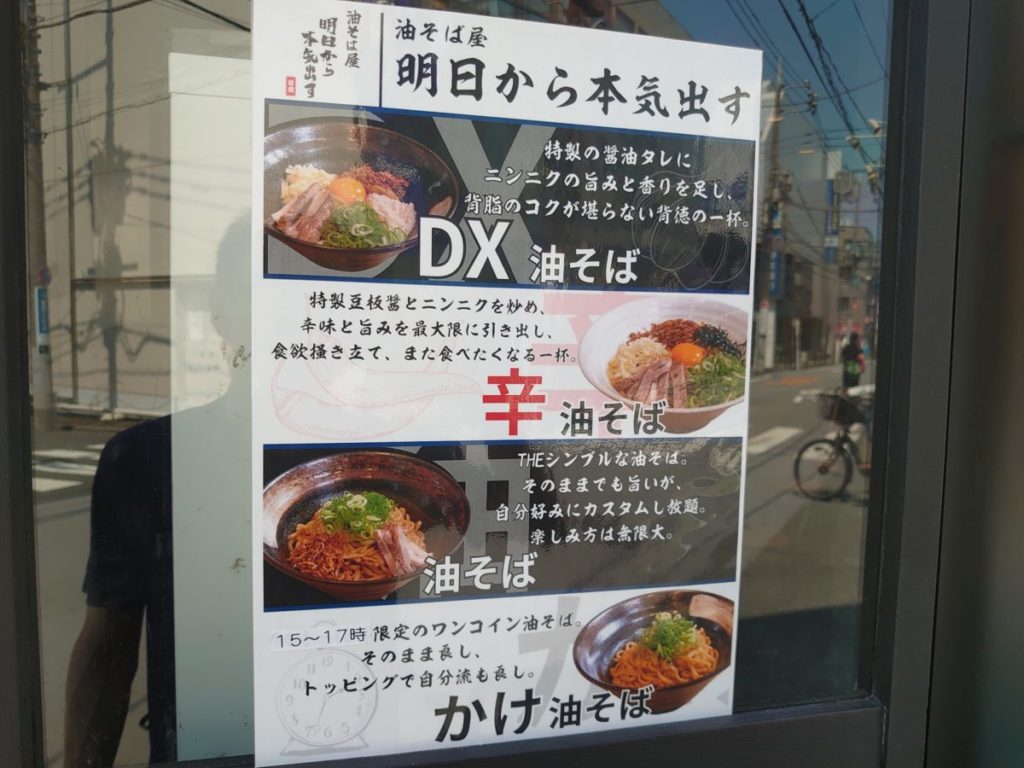 油そば屋
明日から
本気出す
油そば屋
明日から本気出す
特製の醤油タレに
ニンニクの旨みと香りを足し、
背脂のコクが堪らない背徳の一杯。
DX 油そば
特製豆板醤とニンニクを炒め、
辛味と旨みを最大限に引き出し、
食欲掻き立て、また食べたくなる一杯。
辛 油そば
THEシンプルな油そば。
そのままでも旨いが、
自分好みにカスタムし放題。
楽しみ方は無限大。
油そば
15～17時 限定のワンコイン油そば。
そのまま良し、
トッピングで自分流も良し。
かけ 油そば